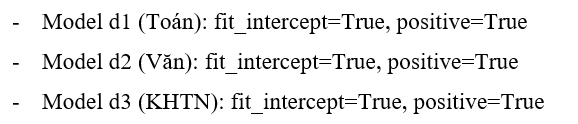 - Model d1 (Toán): fit_intercept=True, positive=True
- Model d2 (Văn): fit_intercept=True, positive=True
- Model d3 (KHTN): fit_intercept=True, positive=True